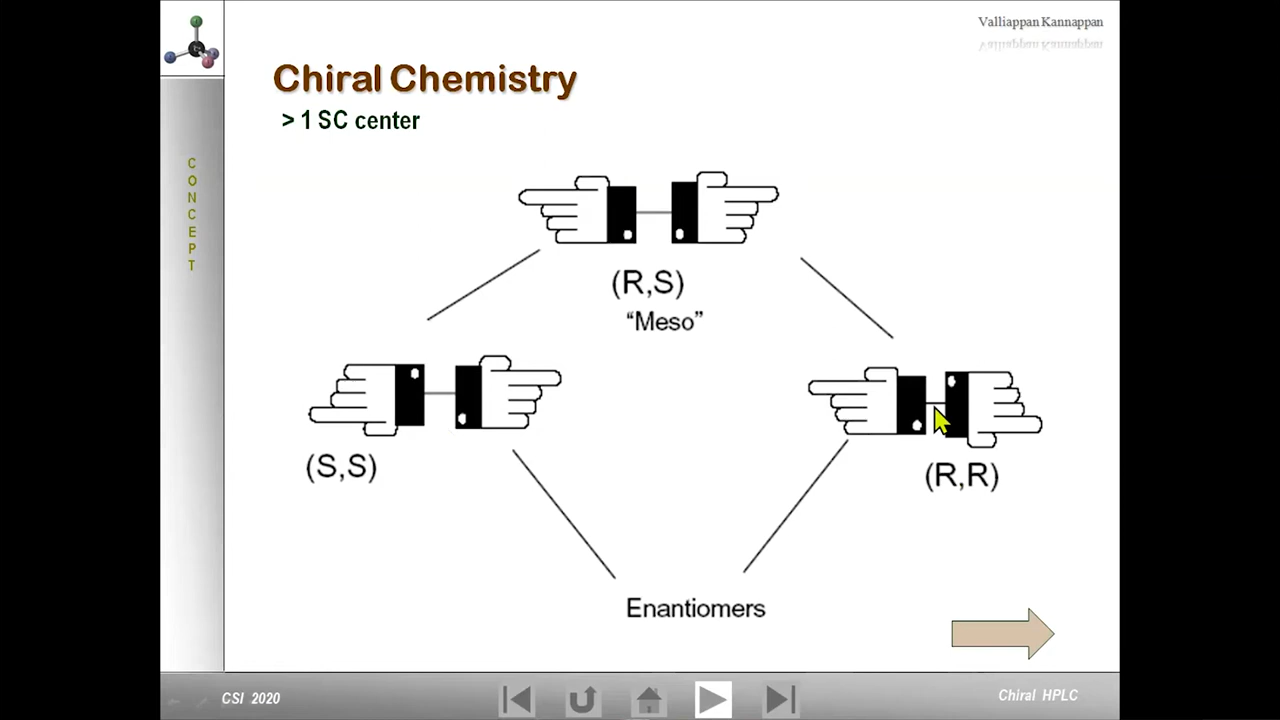 Valliappan Kannappan
Chiral Chemistry
> 1 SC center
CONCEPT
(R,S)
“Meso”
(S,S)
(R,R)
Enantiomers
CSI 2020
Chiral HPLC